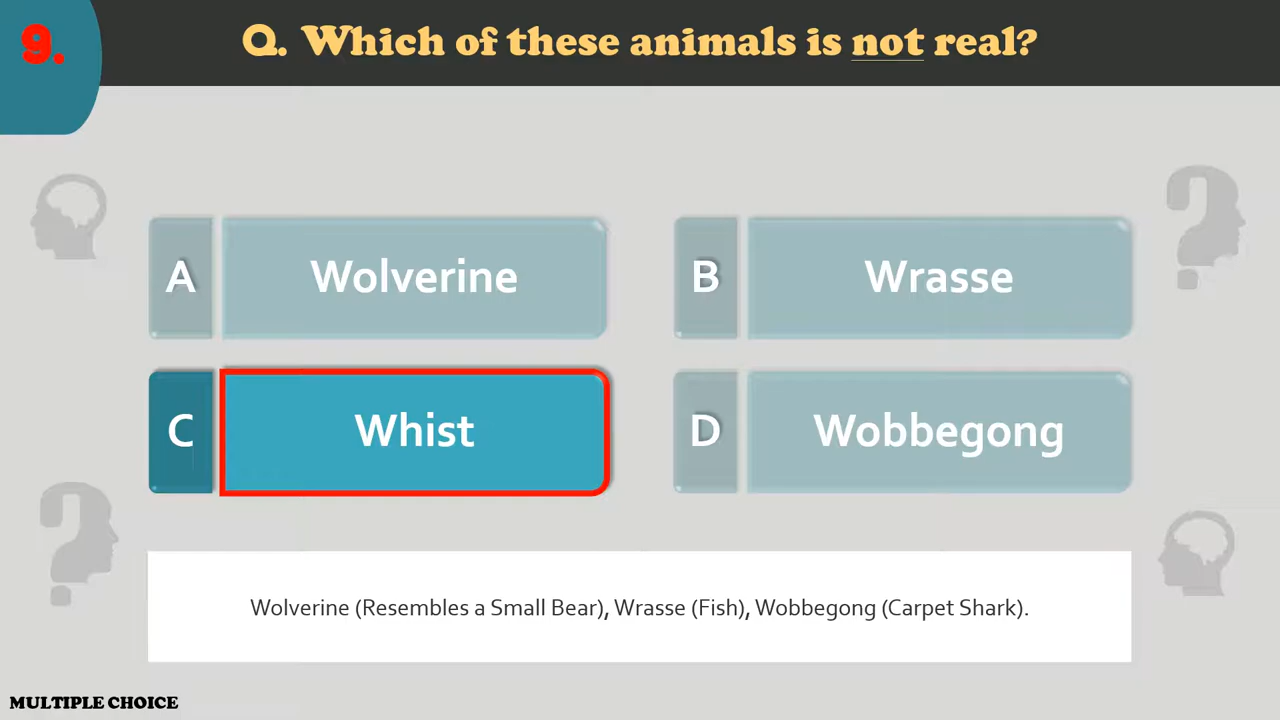 9.
Q. Which of these animals is not real?
A Wolverine
B Wrasse
C Whist
D Wobbegong
Wolverine (Resembles a Small Bear), Wrasse (Fish), Wobbegong (Carpet Shark).
MULTIPLE CHOICE